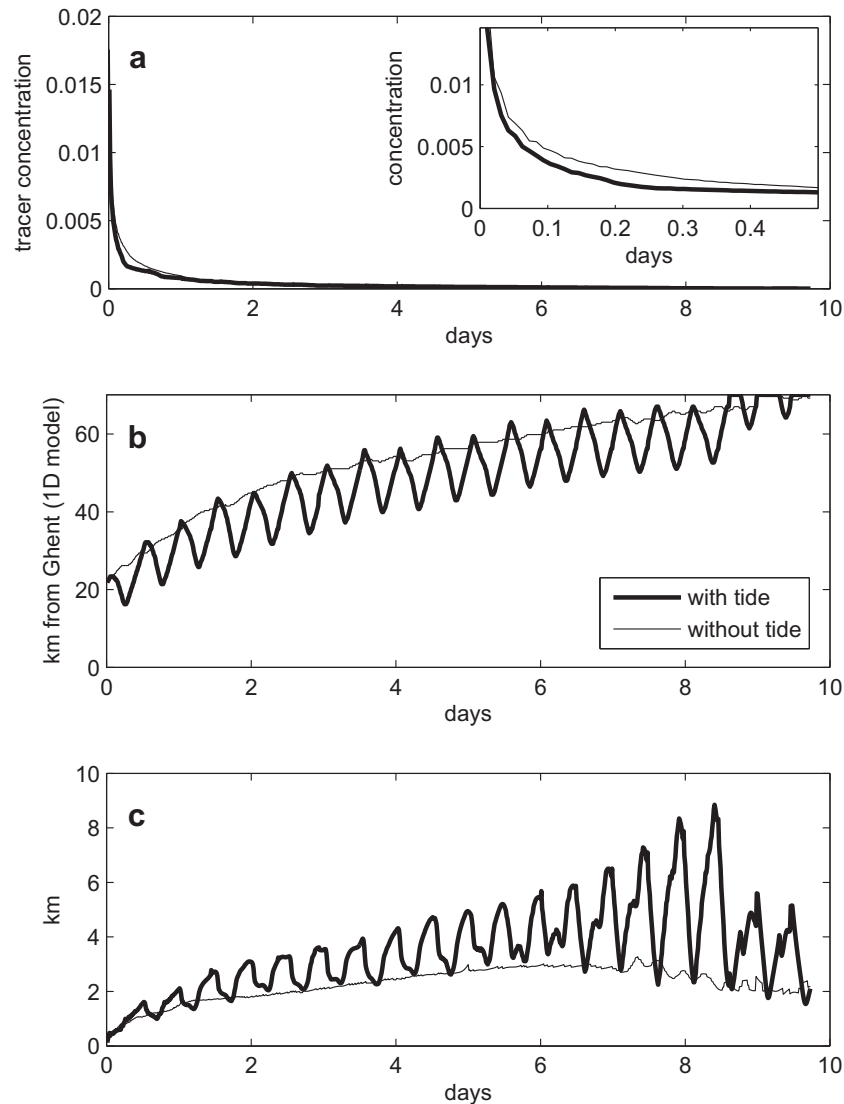 a
tracer concentration
0.02
0.015
0.01
0.005
0
0 2 4 6 8 10
days
concentration
0.01
0.005
0
0 0.1 0.2 0.3 0.4
days
b
km from Ghent (1D model)
60
40
20
0
0 2 4 6 8 10
days
with tide
without tide
c
km
10
8
6
4
2
0
0 2 4 6 8 10
days